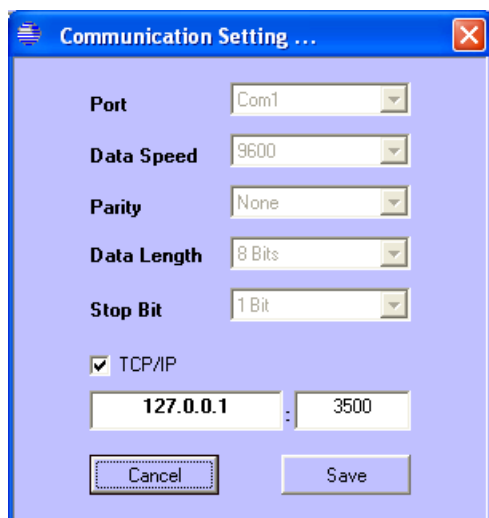 Communication Setting ...
Port Com1
Data Speed 9600
Parity None
Data Length 8 Bits
Stop Bit 1 Bit
TCP/IP
127.0.0.1 : 3500
Cancel Save